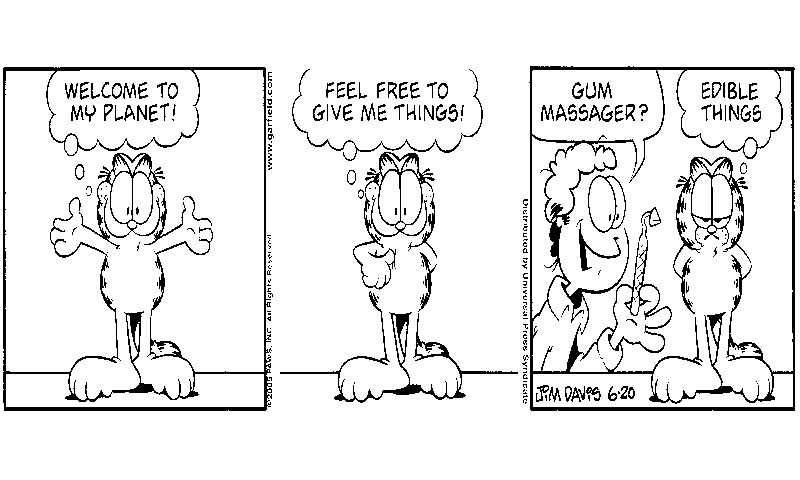 WELCOME TO
MY PLANET!
www.garfield.com
©2005 PAWS, INC. All Rights Reserved.
FEEL FREE TO
GIVE ME THINGS!
Distributed by Universal Press Syndicate
GUM
MASSAGER?
EDIBLE
THINGS
JIM DAVIS 6·20